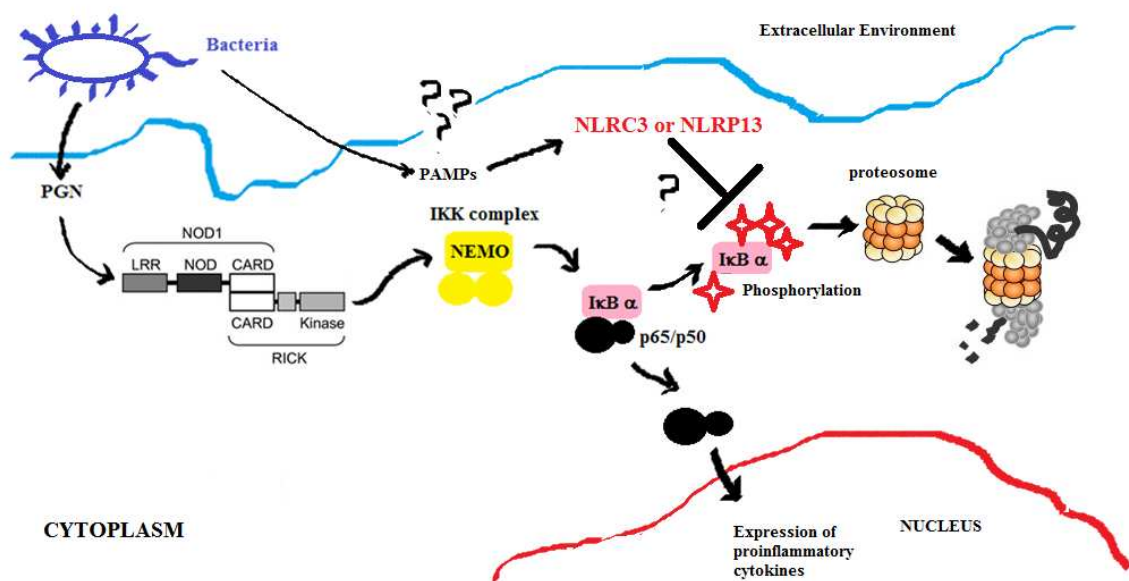 Bacteria
Extracellular Environment
?
?
?
NLRC3 or NLRP13
PAMPs
PGN
?
proteosome
IKK complex
NEMO
NOD1
LRR
NOD
CARD
CARD
Kinase
RICK
IκB α
Phosphorylation
IκB α
p65/p50
CYTOPLASM
NUCLEUS
Expression of
proinflammatory
cytokines